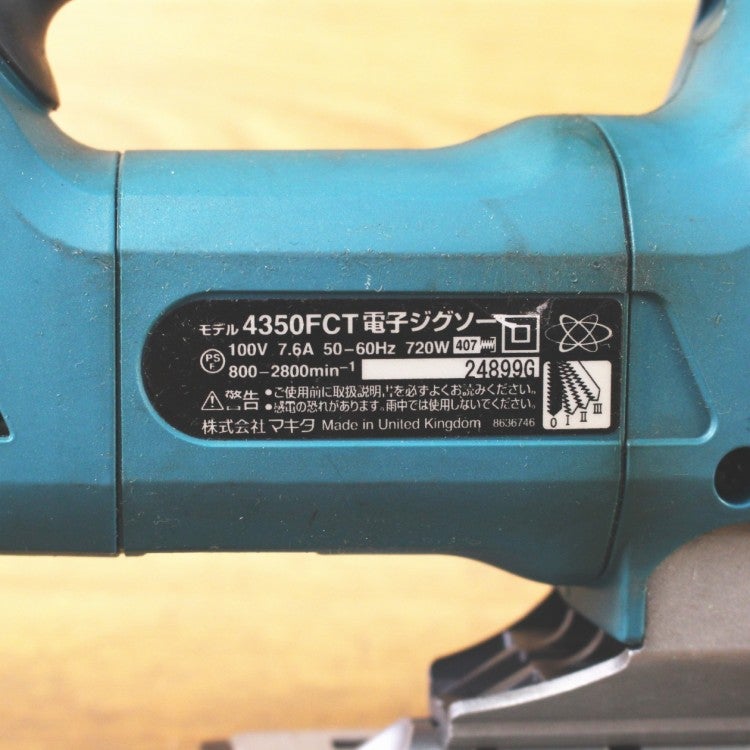 モデル 4350FCT 電子ジグソー
PS F 100V 7.6A 50-60Hz 720W 407
800-2800min⁻¹ 24899G
警告 •ご使用前に取扱説明書を必ずよくお読みください。
•感電の恐れがあります。雨中では使用しないでください。
株式会社マキタ Made in United Kingdom 8636746
0 I II III